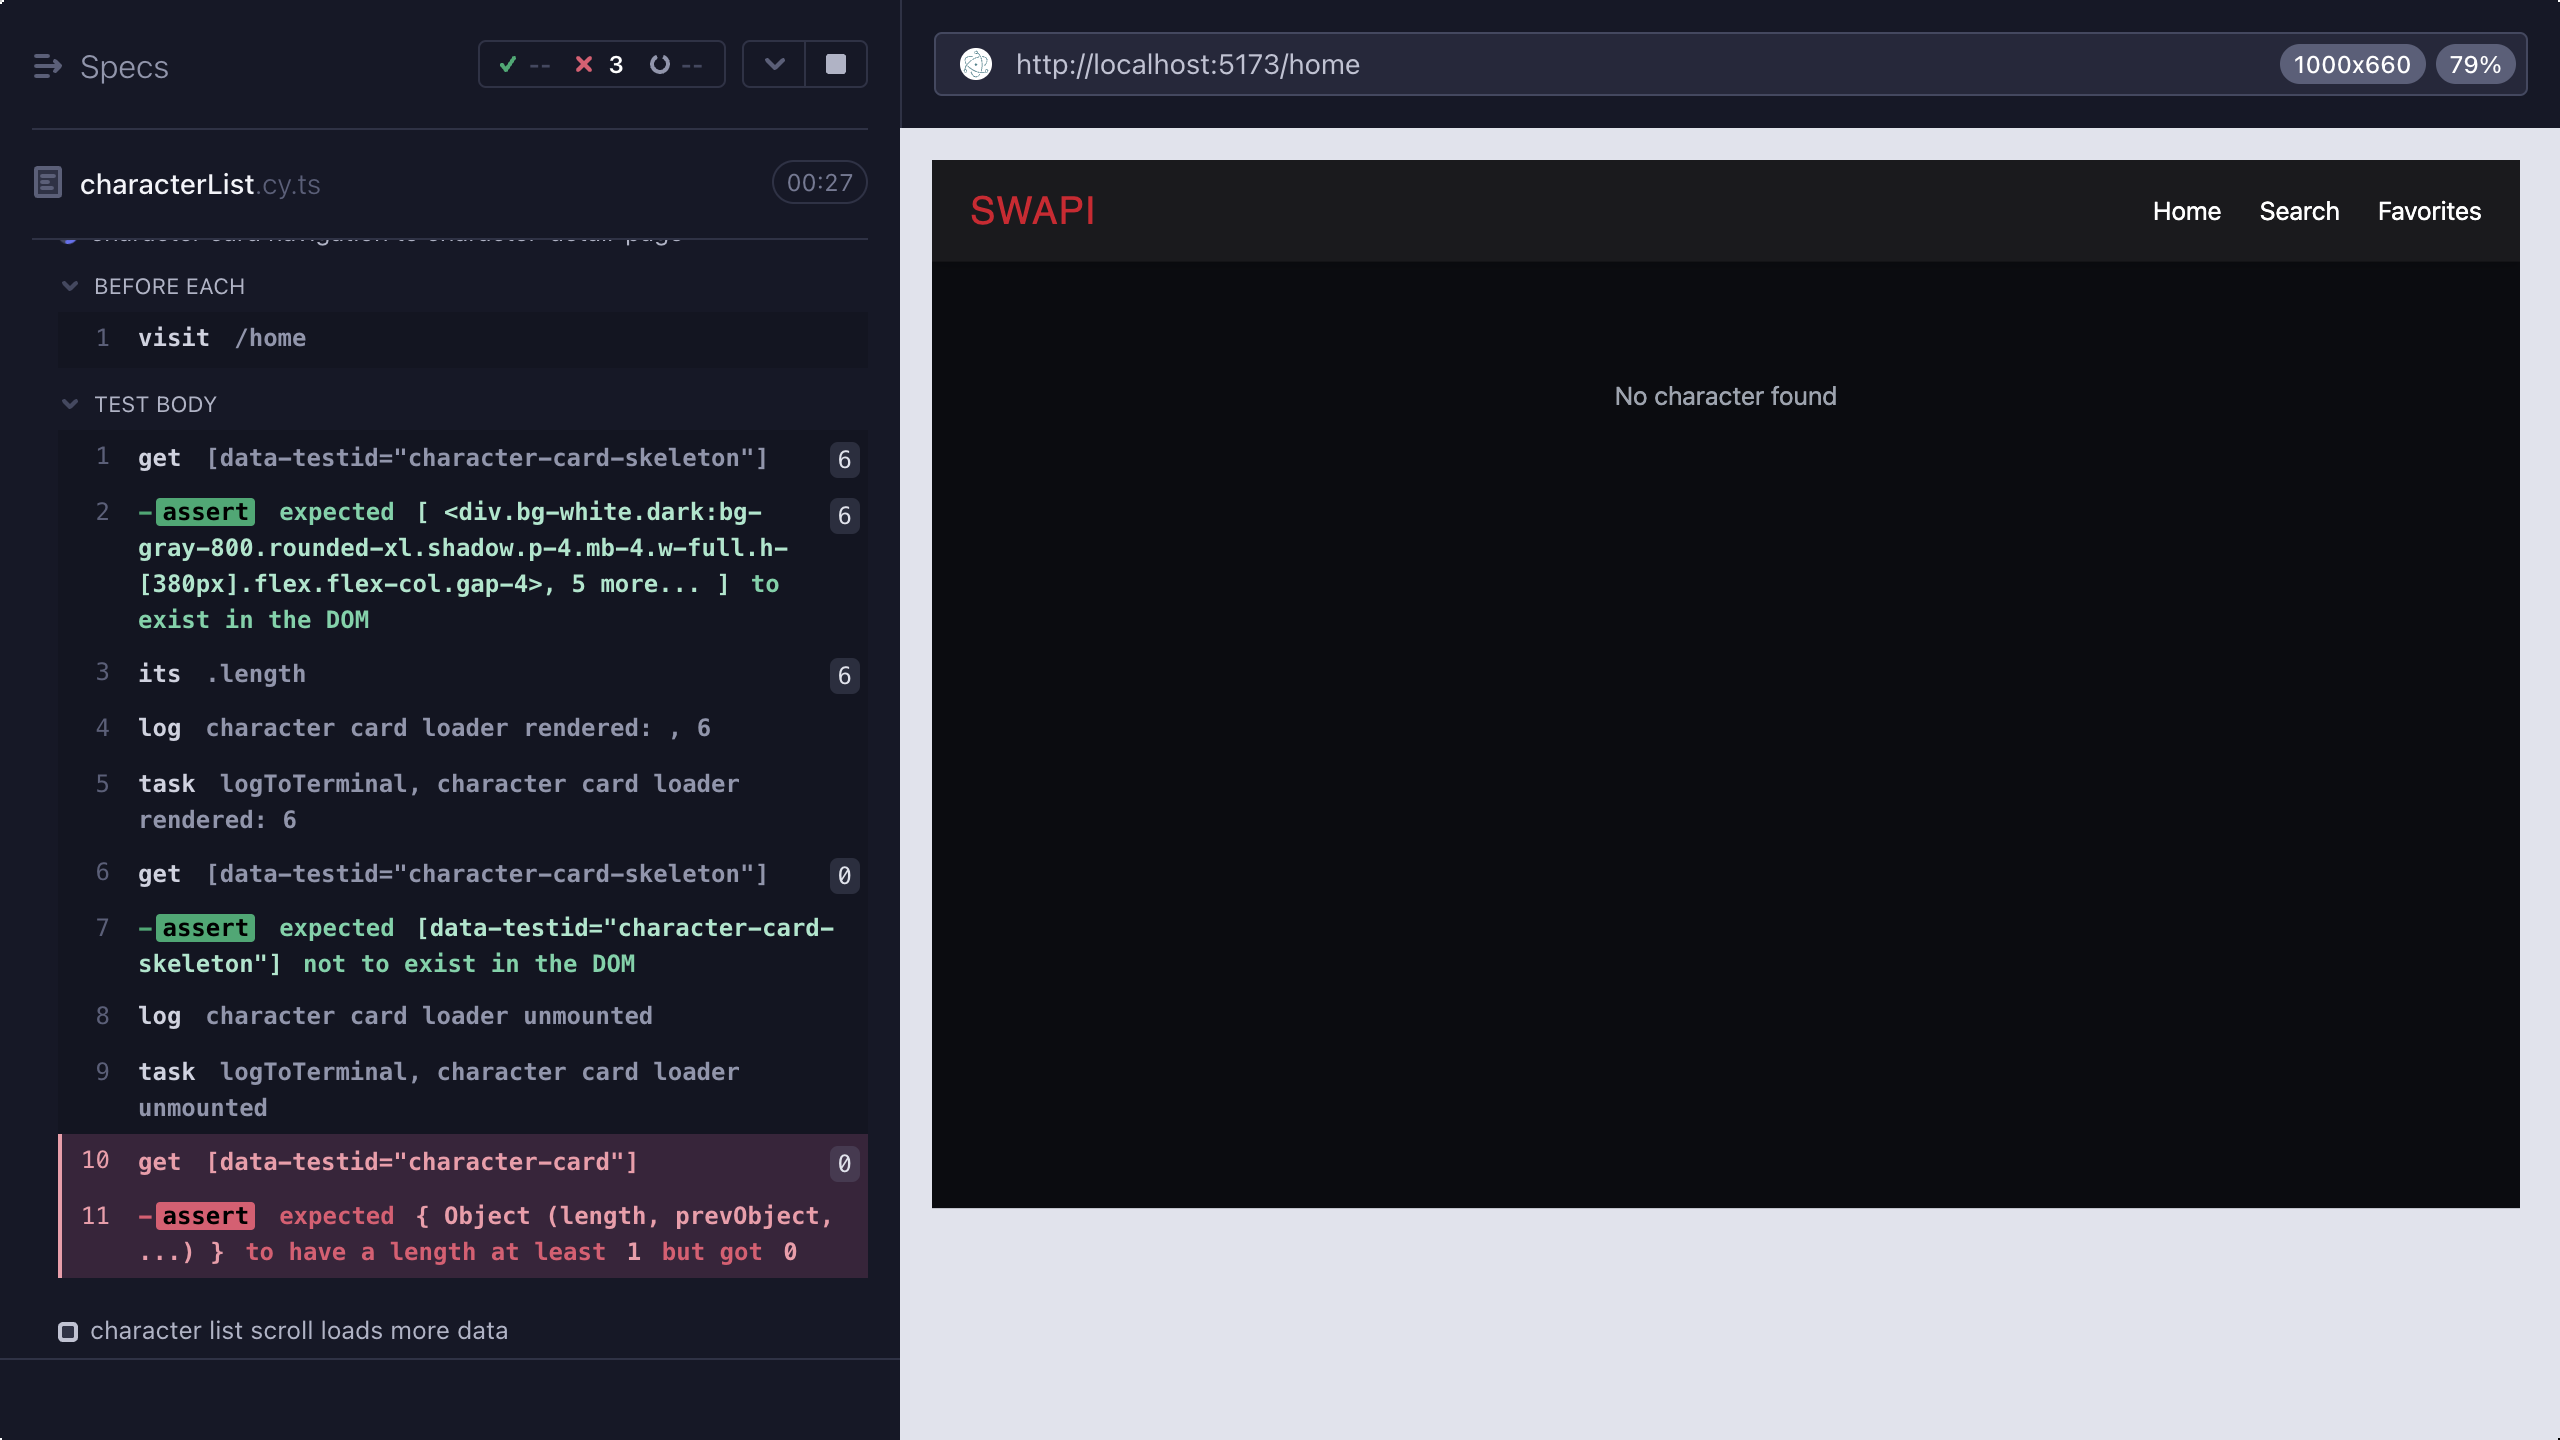 Specs
-- 3 --
characterList.cy.ts
00:27
character card navigation to character detail page
BEFORE EACH
1 visit /home
TEST BODY
1 get [data-testid="character-card-skeleton"] 6
2 -assert expected [ <div.bg-white.dark:bg- 6
gray-800.rounded-xl.shadow.p-4.mb-4.w-full.h-
[380px].flex.flex-col.gap-4>, 5 more... ] to
exist in the DOM
3 its .length 6
4 log character card loader rendered: , 6
5 task logToTerminal, character card loader
rendered: 6
6 get [data-testid="character-card-skeleton"] 0
7 -assert expected [data-testid="character-card-
skeleton"] not to exist in the DOM
8 log character card loader unmounted
9 task logToTerminal, character card loader
unmounted
10 get [data-testid="character-card"] 0
11 -assert expected { Object (length, prevObject,
...) } to have a length at least 1 but got 0
character list scroll loads more data
http://localhost:5173/home
1000x660 79%
SWAPI
Home Search Favorites
No character found